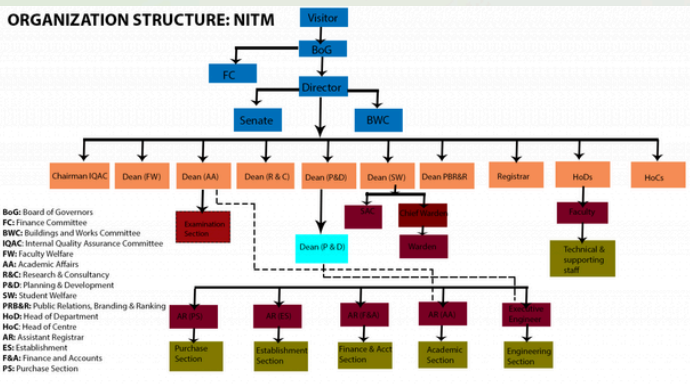 ORGANIZATION STRUCTURE: NITM
Visitor
BoG
FC
Director
Senate
BWC
Chairman IQAC
Dean (FW)
Dean (AA)
Dean (R & C)
Dean (P&D)
Dean (SW)
Dean PBR&R
Registrar
HoDs
HoCs
Examination
Section
SAC
Chief Warden
Warden
Faculty
Dean (P & D)
Technical &
supporting
staff
BoG: Board of Governors
FC: Finance Committee
BWC: Buildings and Works Committee
IQAC: Internal Quality Assurance Committee
FW: Faculty Welfare
AA: Academic Affairs
R&C: Research & Consultancy
P&D: Planning & Development
SW: Student Welfare
PRB&R: Public Relations, Branding & Ranking
HoD: Head of Department
HoC: Head of Centre
AR: Assistant Registrar
ES: Establishment
F&A: Finance and Accounts
PS: Purchase Section
AR (PS)
AR (ES)
AR (F&A)
AR (AA)
Executive
Engineer
Purchase
Section
Establishment
Section
Finance & Acct
Section
Academic
Section
Engineering
Section